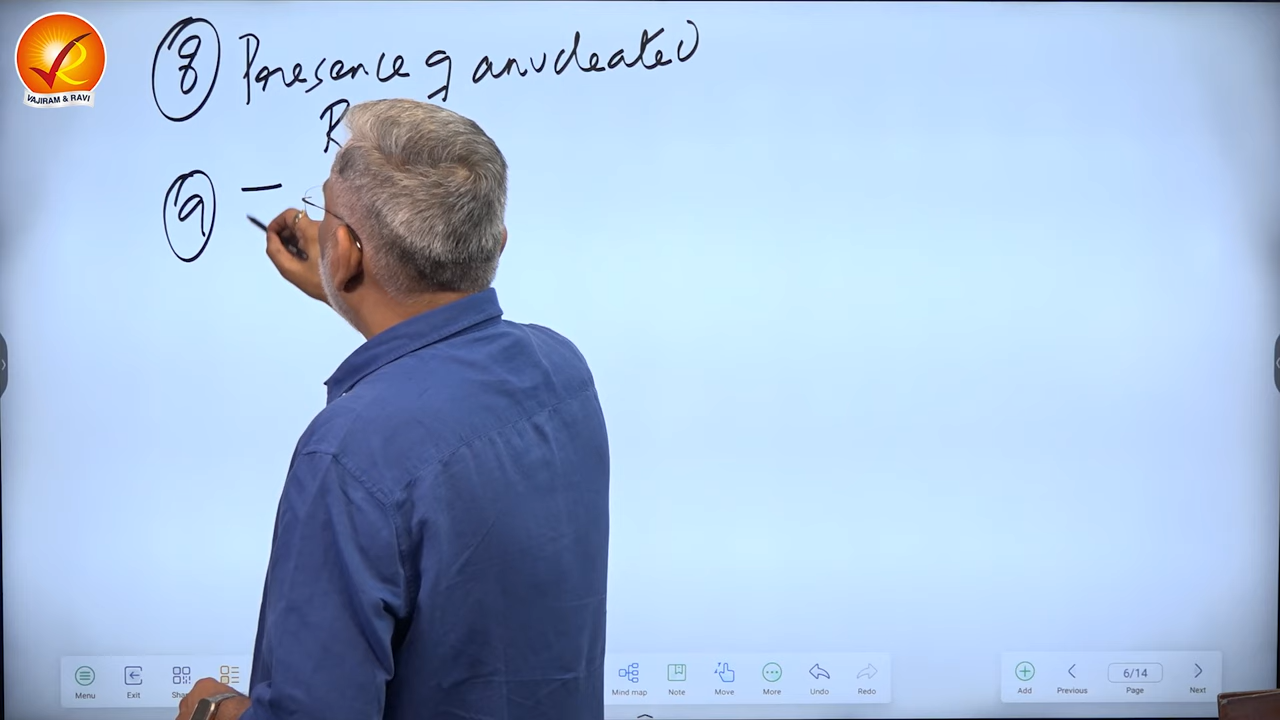 VAJIRAM & RAVI
8 Presence of anucleated
R
9 –
Menu
Exit
Mind map
Note
Move
More
Undo
Redo
Add
Previous
6/14
Page
Next